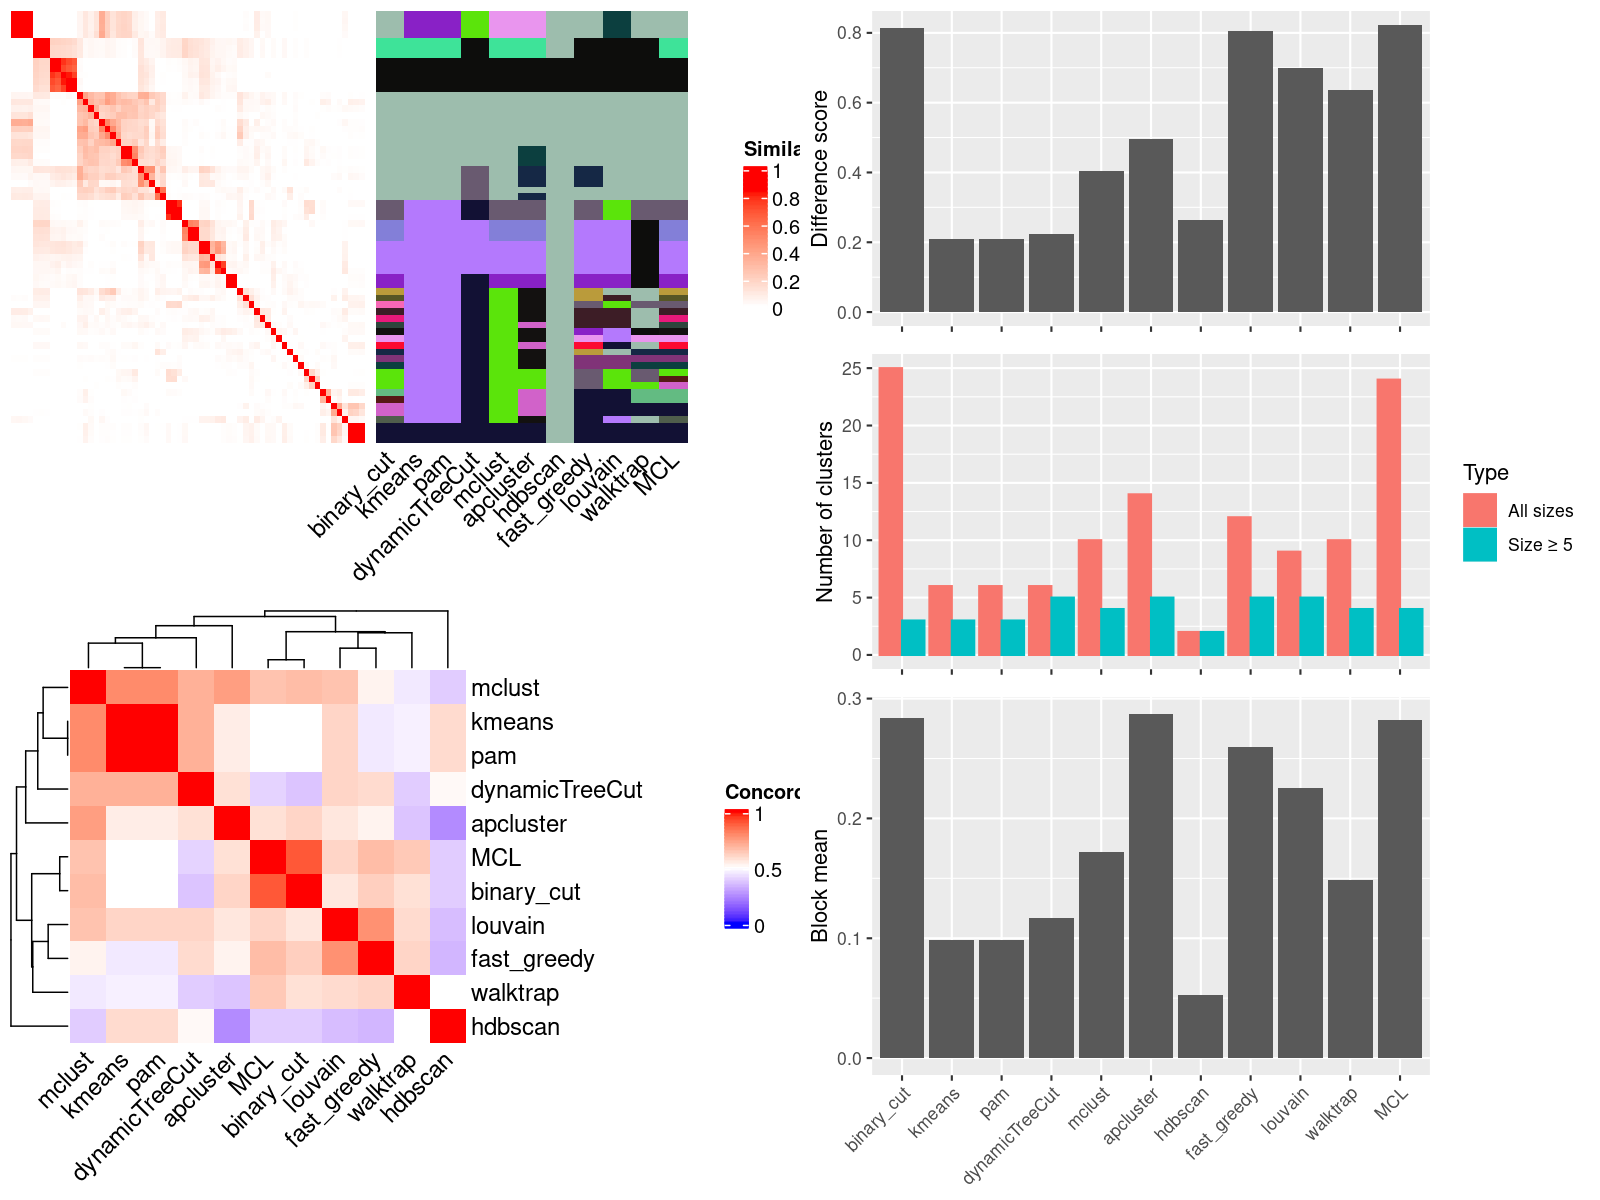 Simila
1
0.8
0.6
0.4
0.2
0
binary_cut
kmeans
pam
dynamicTreeCut
mclust
apcluster
hdbscan
fast_greedy
louvain
walktrap
MCL
Difference score
0.8
0.6
0.4
0.2
0.0
Number of clusters
25
20
15
10
5
0
Type
All sizes
Size ≥ 5
mclust
kmeans
pam
dynamicTreeCut
apcluster
MCL
binary_cut
louvain
fast_greedy
walktrap
hdbscan
mclust
kmeans
pam
dynamicTreeCut
apcluster
MCL
binary_cut
louvain
fast_greedy
walktrap
hdbscan
Concord
1
0.5
0
Block mean
0.3
0.2
0.1
0.0
binary_cut
kmeans
pam
dynamicTreeCut
mclust
apcluster
hdbscan
fast_greedy
louvain
walktrap
MCL